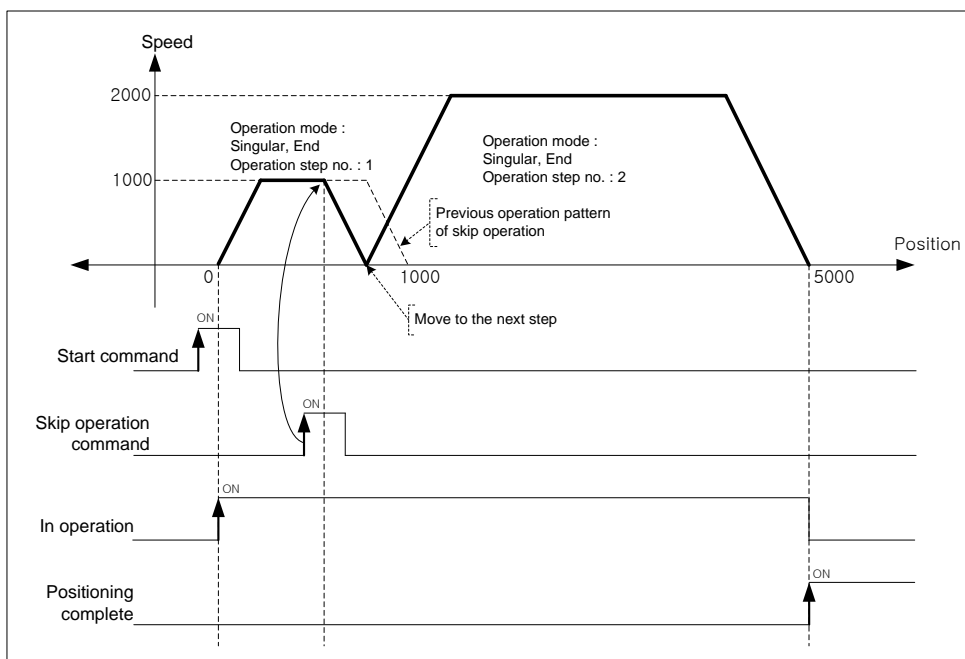 Speed
2000
Operation mode :
Singular, End
Operation step no. : 1
Operation mode :
Singular, End
Operation step no. : 2
1000
Previous operation pattern
of skip operation
Position
0
1000
5000
Move to the next step
ON
Start command
ON
Skip operation
command
ON
In operation
ON
Positioning
complete